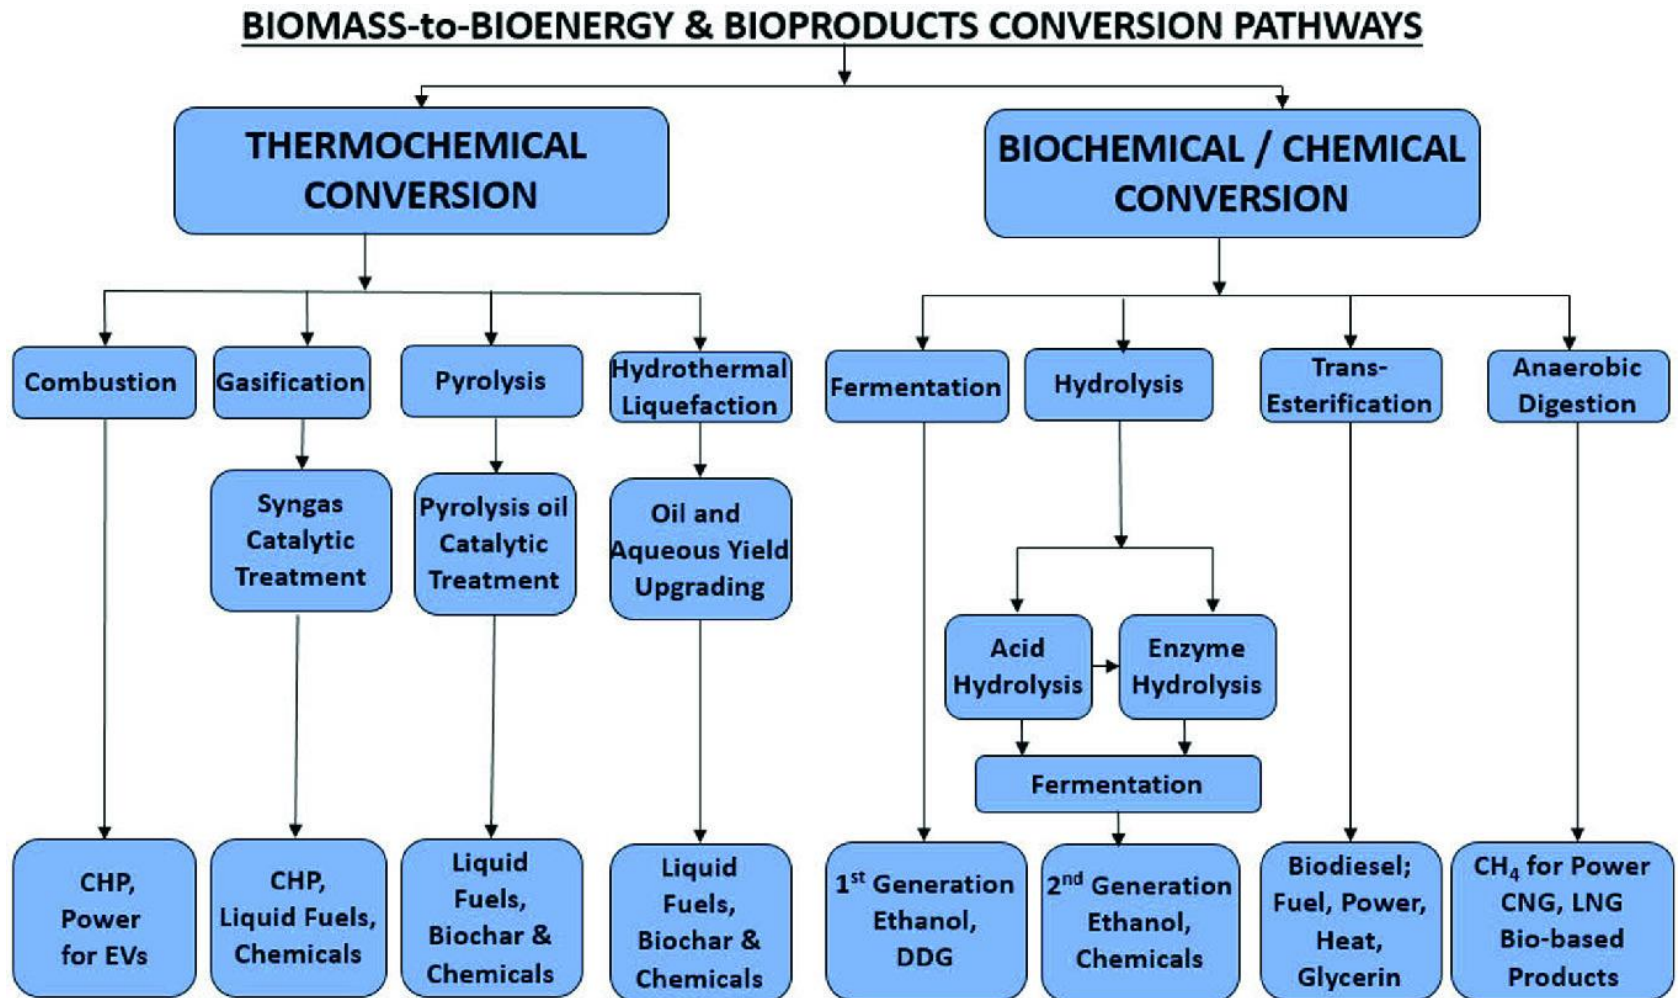 BIOMASS-to-BIOENERGY & BIOPRODUCTS CONVERSION PATHWAYS
THERMOCHEMICAL
CONVERSION
BIOCHEMICAL / CHEMICAL
CONVERSION
Combustion
Gasification
Pyrolysis
Hydrothermal
Liquefaction
Fermentation
Hydrolysis
Trans-
Esterification
Anaerobic
Digestion
Syngas
Catalytic
Treatment
Pyrolysis oil
Catalytic
Treatment
Oil and
Aqueous Yield
Upgrading
Acid
Hydrolysis
Enzyme
Hydrolysis
Fermentation
CHP,
Power
for EVs
CHP,
Liquid Fuels,
Chemicals
Liquid
Fuels,
Biochar &
Chemicals
Liquid
Fuels,
Biochar &
Chemicals
1st Generation
Ethanol,
DDG
2nd Generation
Ethanol,
Chemicals
Biodiesel;
Fuel, Power,
Heat,
Glycerin
CH4 for Power
CNG, LNG
Bio-based
Products